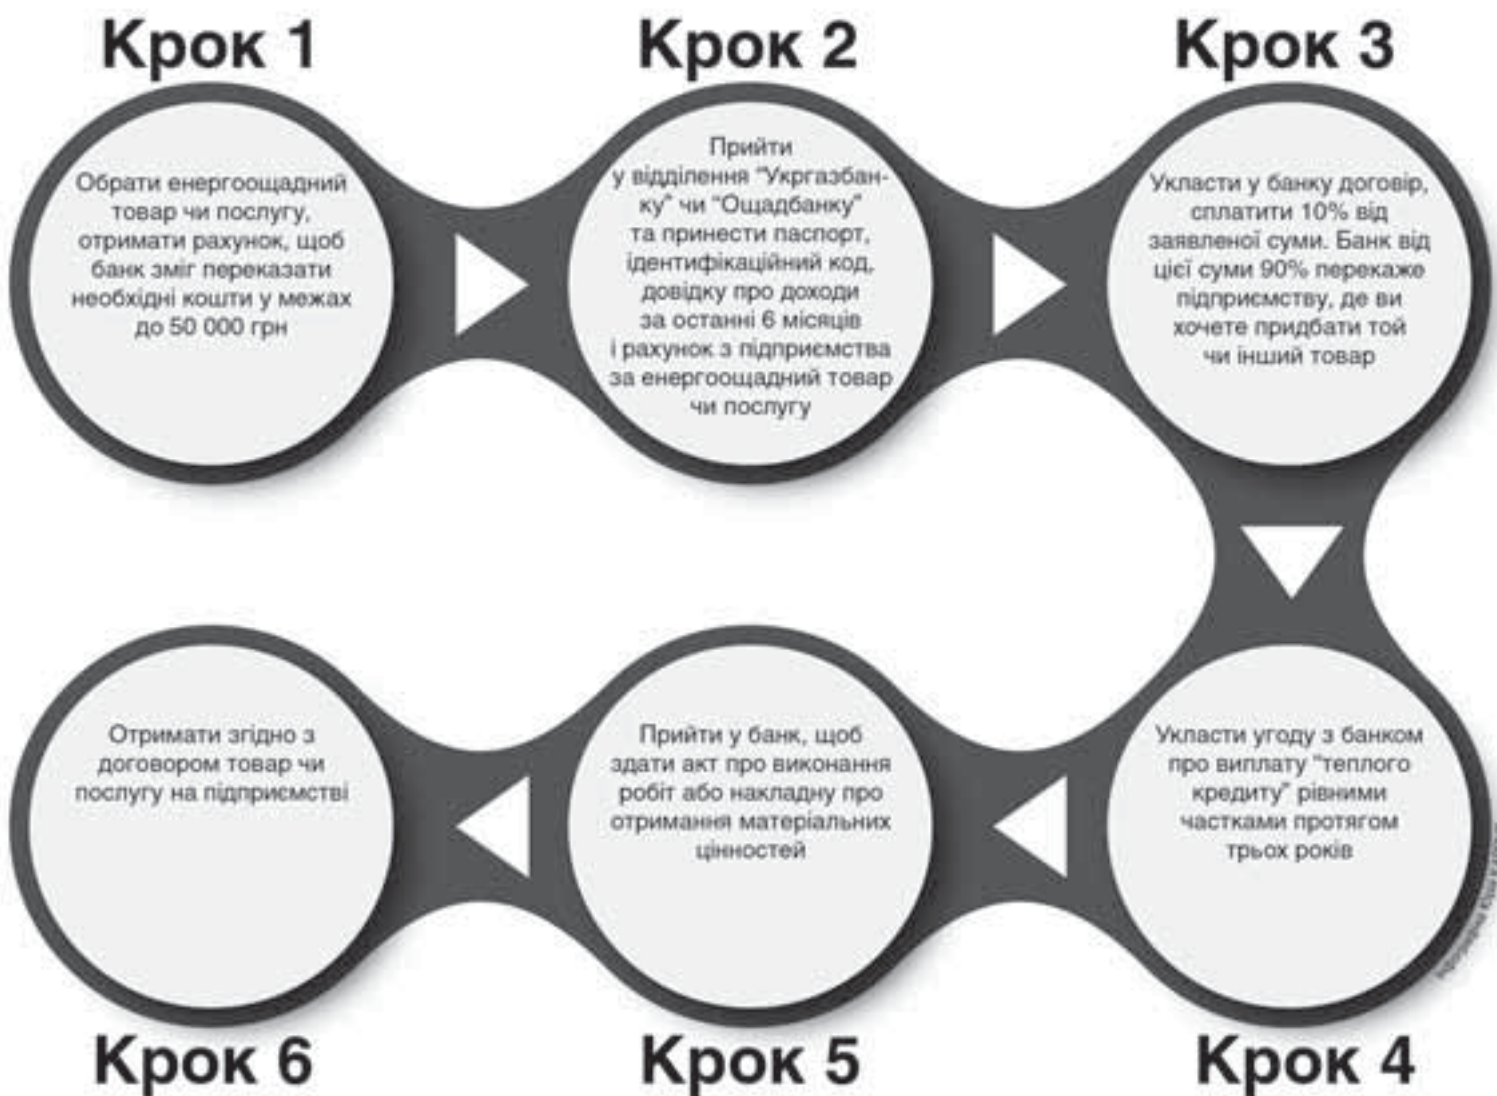 Крок 1
Обрати енергоощадний
товар чи послугу,
отримати рахунок, щоб
банк зміг переказати
необхідні кошти у межах
до 50 000 грн
Крок 2
Прийти
у відділення "Укргазбан-
ку" чи "Ощадбанку"
та принести паспорт,
ідентифікаційний код,
довідку про доходи
за останні 6 місяців
і рахунок з підприємства
за енергоощадний товар
чи послугу
Крок 3
Укласти у банку договір,
сплатити 10% від
заявленої суми. Банк від
цієї суми 90% перекаже
підприємству, де ви
хочете придбати той
чи інший товар
Укласти угоду з банком
про виплату "теплого
кредиту" рівними
частками протягом
трьох років
Крок 4
Прийти у банк, щоб
здати акт про виконання
робіт або накладну про
отримання матеріальних
цінностей
Крок 5
Отримати згідно з
договором товар чи
послугу на підприємстві
Крок 6